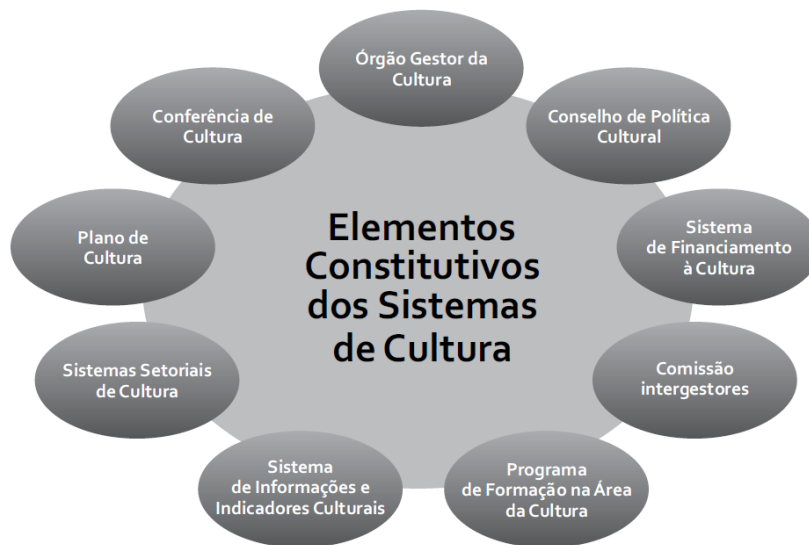 Órgão Gestor da
Cultura
Conferência de
Cultura
Conselho de Política
Cultural
Plano de
Cultura
Elementos
Constitutivos
dos Sistemas
de Cultura
Sistema
de Financiamento
à Cultura
Sistemas Setoriais
de Cultura
Comissão
intergestores
Sistema
de Informações e
Indicadores Culturais
Programa
de Formação na Área
da Cultura